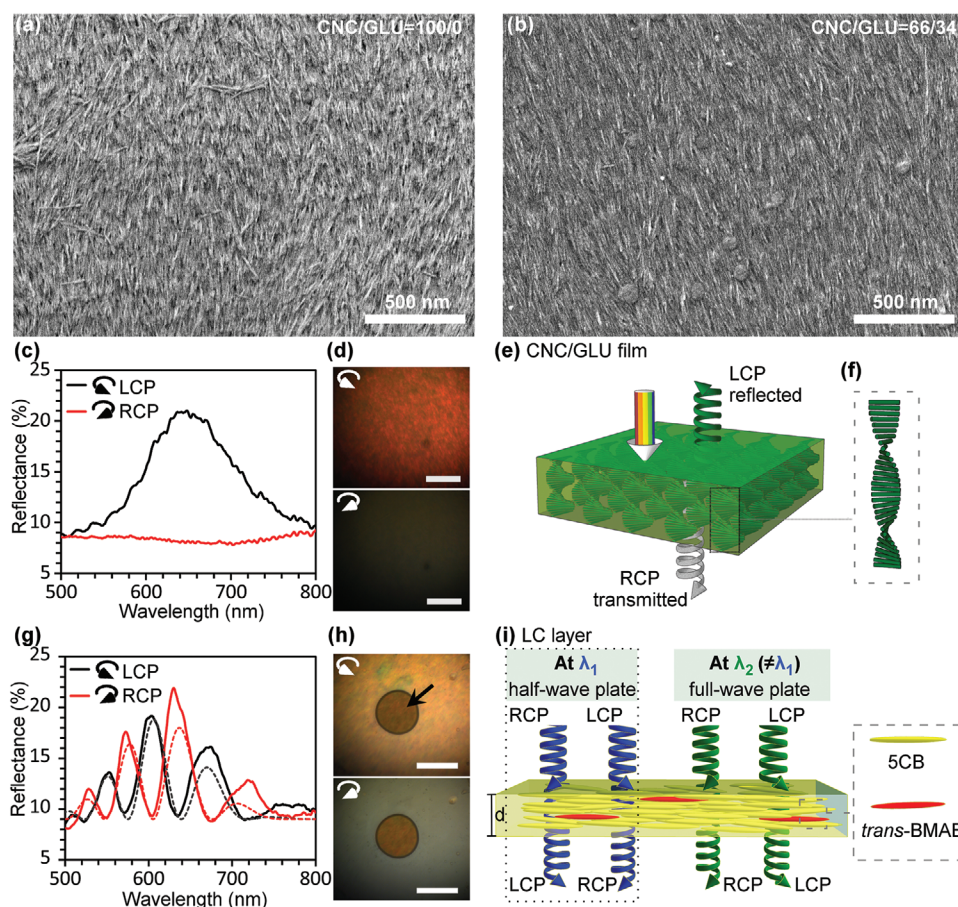 (a)
CNC/GLU=100/0
500 nm
(b)
CNC/GLU=66/34
500 nm
(c)
25
20
15
10
5
500
600
700
800
Reflectance (%)
Wavelength (nm)
LCP
RCP
(d)
(e) CNC/GLU film
LCP
reflected
RCP
transmitted
(f)
(g)
25
20
15
10
5
500
600
700
800
Reflectance (%)
Wavelength (nm)
LCP
RCP
(h)
(i) LC layer
At λ1
half-wave plate
At λ2 (≠λ1)
full-wave plate
RCP LCP RCP LCP
d
LCP RCP RCP LCP
5CB
trans-BMAB